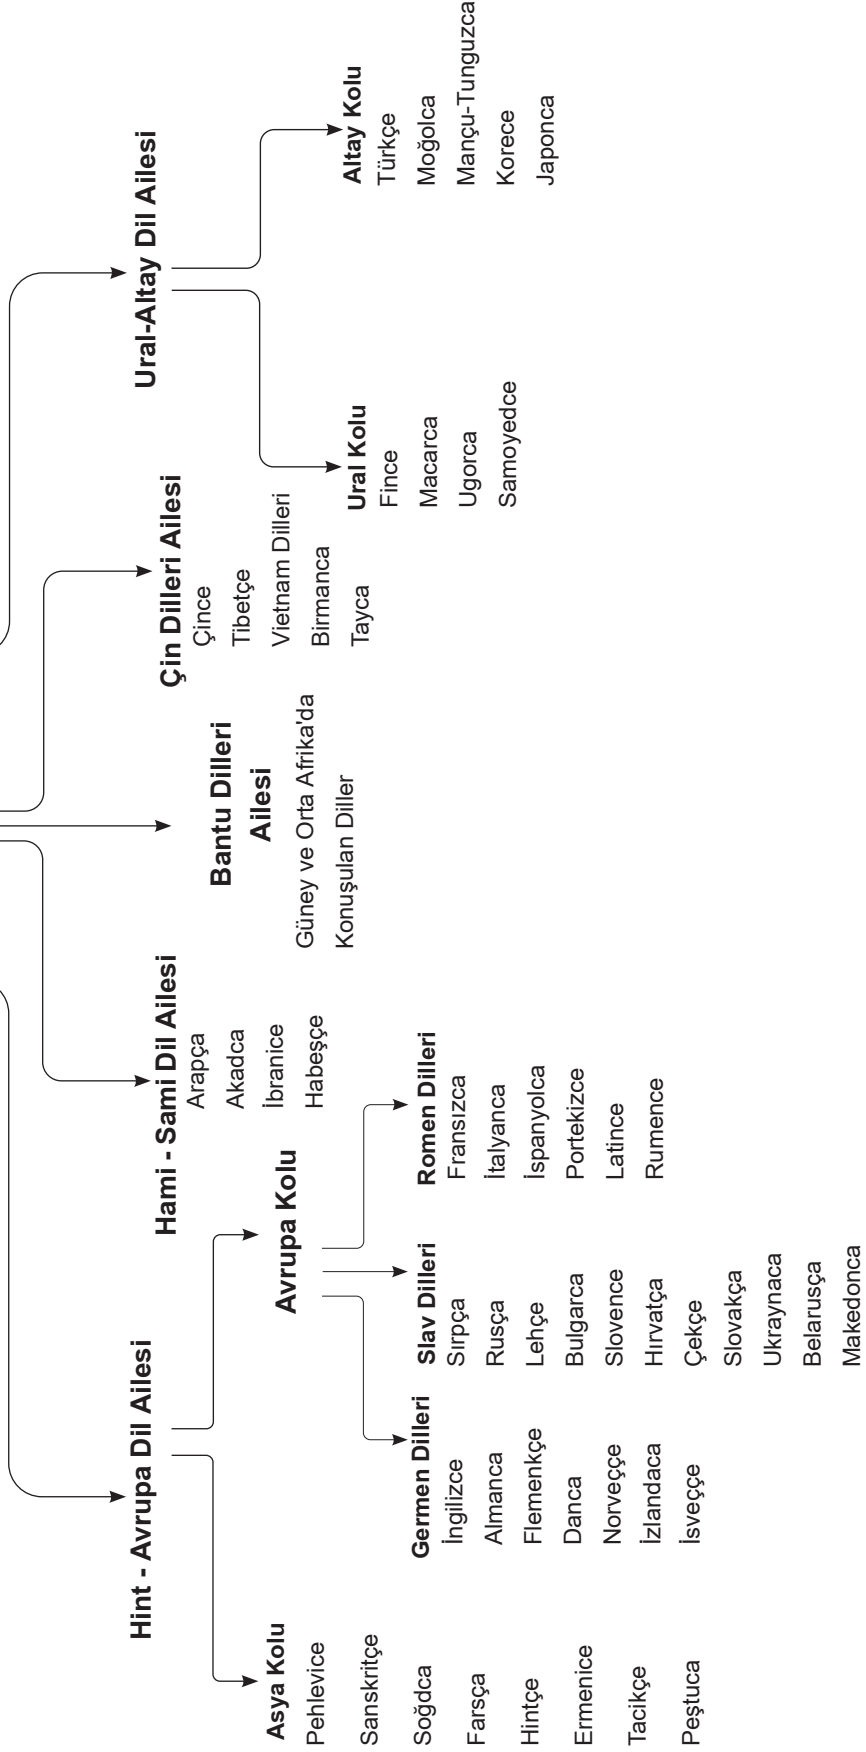 Hint - Avrupa Dil Ailesi
Asya Kolu
Pehlevice
Sanskritçe
Soğdca
Farsça
Hintçe
Ermenice
Tacikçe
Peştuca
Avrupa Kolu
Germen Dilleri
İngilizce
Almanca
Flemenkçe
Danca
Norveççe
İzlandaca
İsveççe
Slav Dilleri
Sırpça
Rusça
Lehçe
Bulgarca
Slovence
Hırvatça
Çekçe
Slovakça
Ukraynaca
Belarusça
Makedonca
Romen Dilleri
Fransızca
İtalyanca
İspanyolca
Portekizce
Latince
Rumence
Hami - Sami Dil Ailesi
Arapça
Akadca
İbranice
Habeşçe
Bantu Dilleri
Ailesi
Güney ve Orta Afrika'da
Konuşulan Diller
Çin Dilleri Ailesi
Çince
Tibetçe
Vietnam Dilleri
Birmanca
Tayca
Ural-Altay Dil Ailesi
Ural Kolu
Fince
Macarca
Ugorca
Samoyedce
Altay Kolu
Türkçe
Moğolca
Mançu-Tunguzca
Korece
Japonca